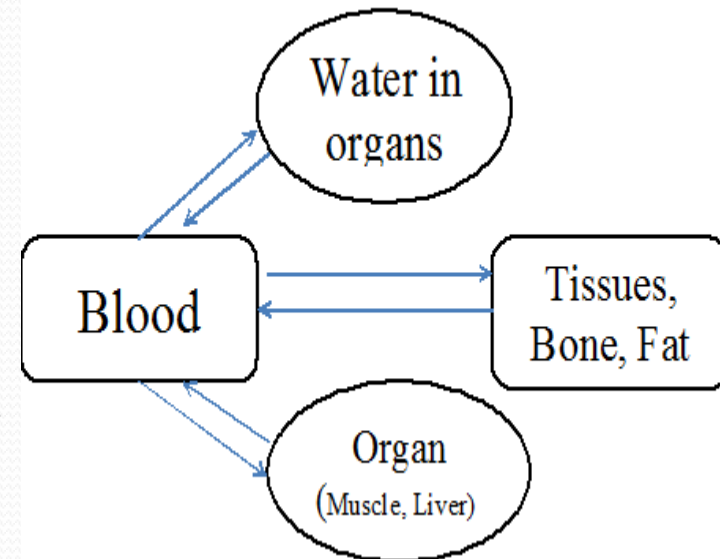 Water in
organs
Blood
Tissues,
Bone, Fat
Organ
(Muscle, Liver)